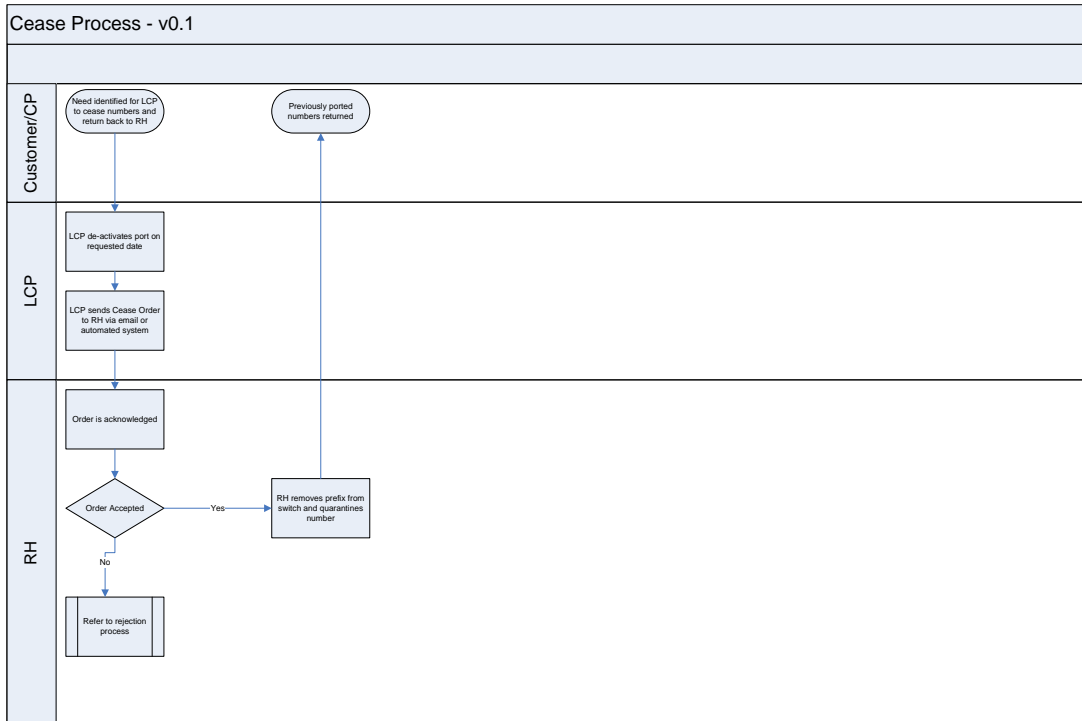 Cease Process - v0.1
Customer/CP
Need identified for LCP
to cease numbers and
return back to RH
Previously ported
numbers returned
LCP
LCP de-activates port on
requested date
LCP sends Cease Order
to RH via email or
automated system
RH
Order is acknowledged
Order Accepted
Yes
RH removes prefix from
switch and quarantines
number
No
Refer to rejection
process